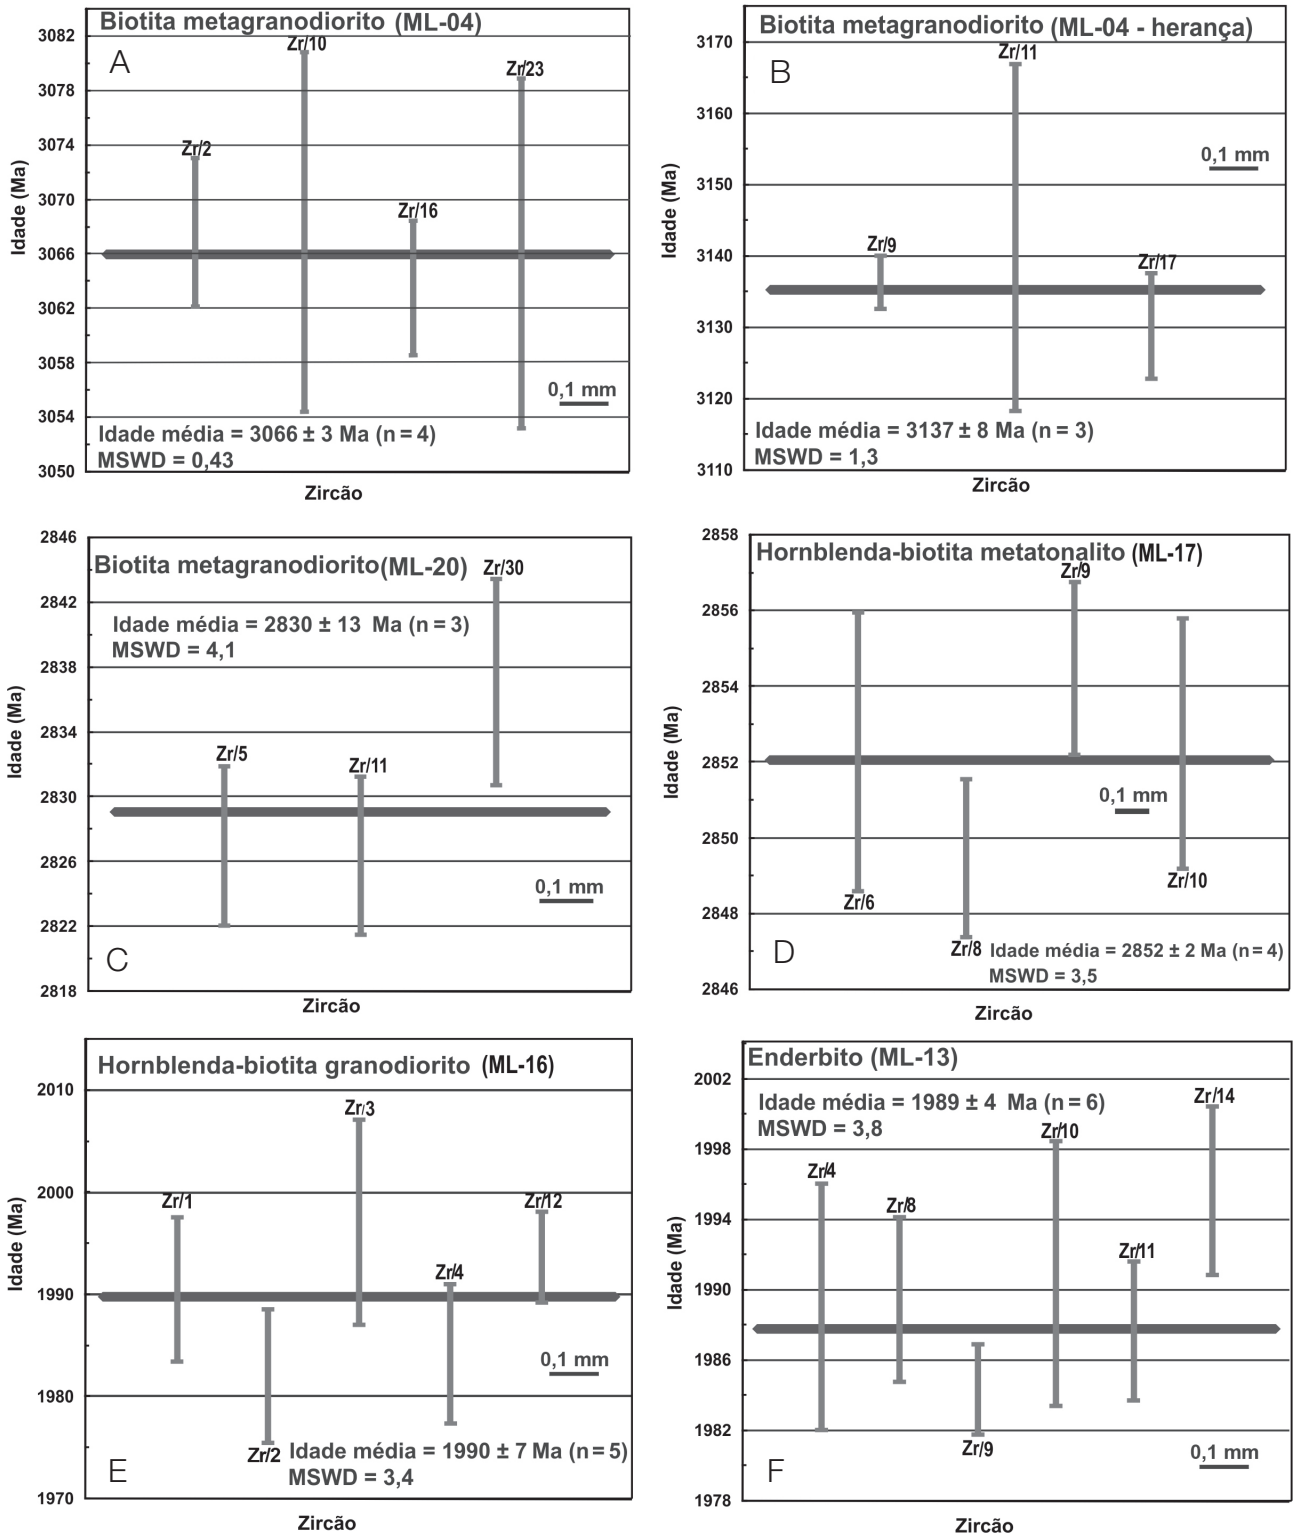 Biotita metagranodiorito (ML-04)
A
3082
3078
3074
3070
3066
3062
3058
3054
3050
Idade (Ma)
Zr/2
Zr/10
Zr/16
Zr/23
0,1 mm
Idade média = 3066 ± 3 Ma (n = 4)
MSWD = 0,43
Zircão
Biotita metagranodiorito (ML-04 - herança)
B
3170
3160
3150
3140
3130
3120
3110
Idade (Ma)
Zr/9
Zr/11
Zr/17
0,1 mm
Idade média = 3137 ± 8 Ma (n = 3)
MSWD = 1,3
Zircão
Biotita metagranodiorito(ML-20)
2846
2842
2838
2834
2830
2826
2822
2818
Idade (Ma)
Idade média = 2830 ± 13 Ma (n = 3)
MSWD = 4,1
Zr/5
Zr/11
Zr/30
0,1 mm
C
Zircão
Hornblenda-biotita metatonalito (ML-17)
2858
2856
2854
2852
2850
2848
2846
Idade (Ma)
Zr/6
Zr/8
Zr/9
Zr/10
0,1 mm
D
Idade média = 2852 ± 2 Ma (n = 4)
MSWD = 3,5
Zircão
Hornblenda-biotita granodiorito (ML-16)
2010
2000
1990
1980
1970
Idade (Ma)
Zr/1
Zr/2
Zr/3
Zr/4
Zr/12
0,1 mm
E
Idade média = 1990 ± 7 Ma (n = 5)
MSWD = 3,4
Zircão
Enderbito (ML-13)
2002
1998
1994
1990
1986
1982
1978
Idade (Ma)
Idade média = 1989 ± 4 Ma (n = 6)
MSWD = 3,8
Zr/4
Zr/8
Zr/9
Zr/10
Zr/11
Zr/14
0,1 mm
F
Zircão